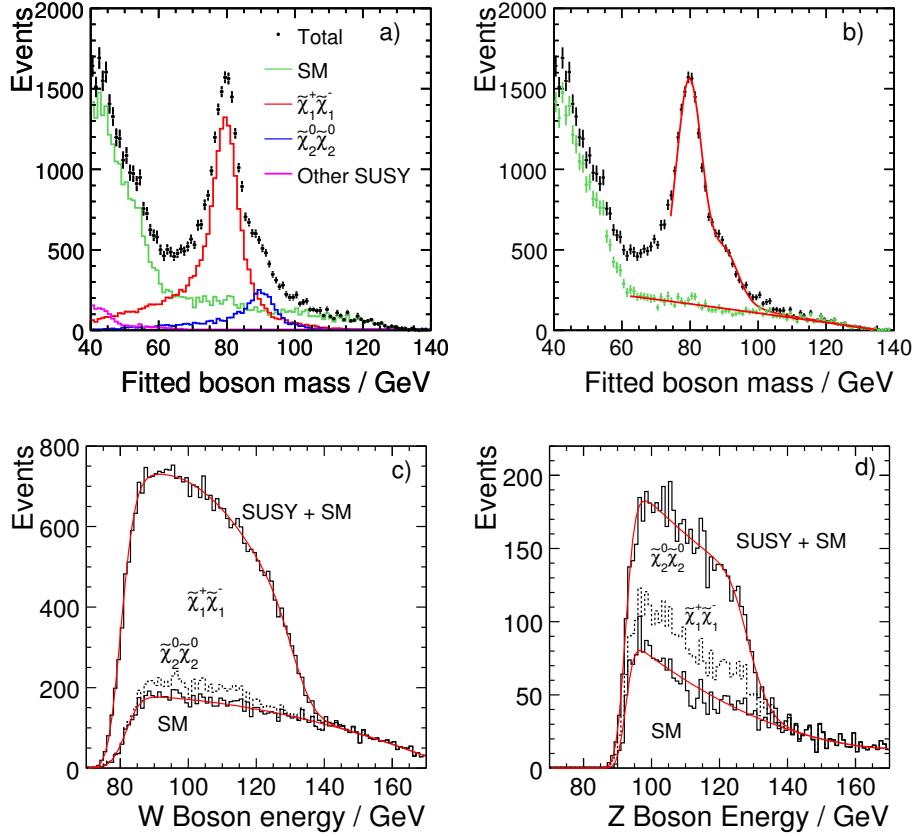 2000
1500
1000
500
0
Events
a)
Total
SM
χ̃₁⁺χ̃₁⁻
χ̃₂⁰χ̃₂⁰
Other SUSY
40 60 80 100 120 140
Fitted boson mass / GeV
2000
1500
1000
500
0
Events
b)
40 60 80 100 120 140
Fitted boson mass / GeV
800
600
400
200
0
Events
c)
SUSY + SM
χ̃₁⁺χ̃₁⁻
χ̃₂⁰χ̃₂⁰
SM
80 100 120 140 160
W Boson energy / GeV
200
150
100
50
0
Events
d)
χ̃₂⁰χ̃₂⁰
SUSY + SM
χ̃₁⁺χ̃₁⁻
SM
80 100 120 140 160
Z Boson Energy / GeV